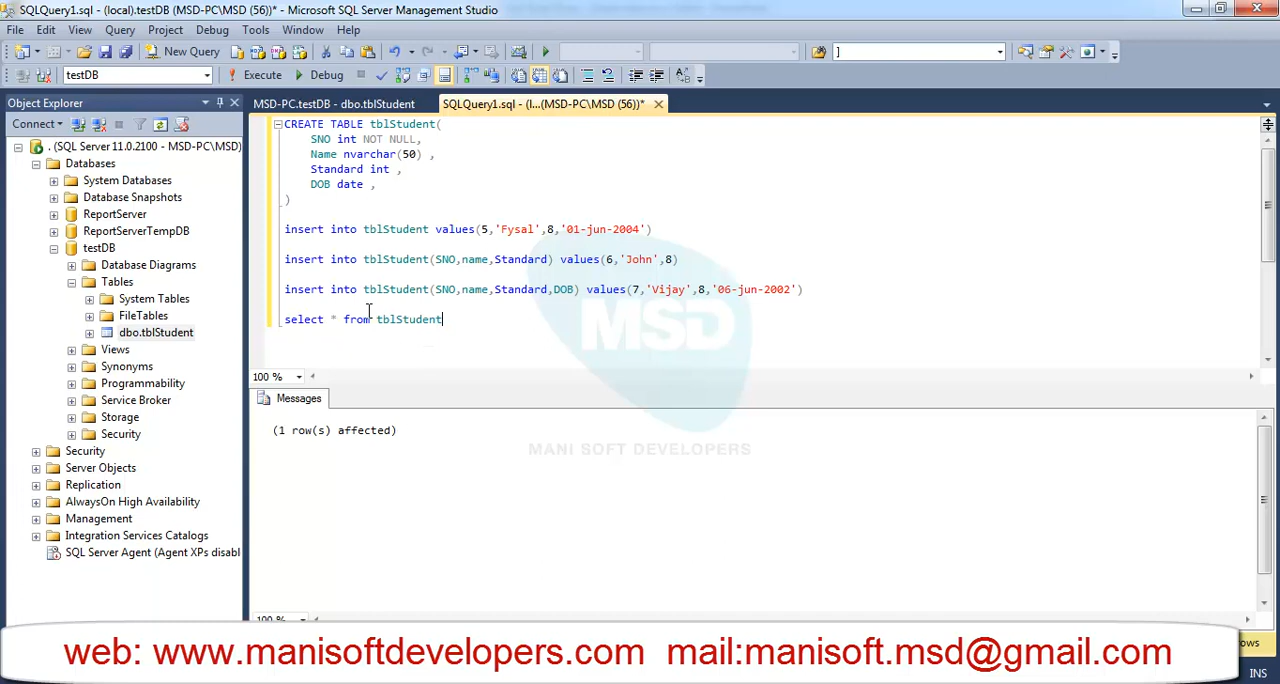 SQLQuery1.sql - (local).testDB (MSD-PC\MSD (56))* - Microsoft SQL Server Management Studio
File Edit View Query Project Debug Tools Window Help
New Query ]
testDB Execute Debug
Object Explorer
Connect
. (SQL Server 11.0.2100 - MSD-PC\MSD)
Databases
System Databases
Database Snapshots
ReportServer
ReportServerTempDB
testDB
Database Diagrams
Tables
System Tables
FileTables
dbo.tblStudent
Views
Synonyms
Programmability
Service Broker
Storage
Security
Security
Server Objects
Replication
AlwaysOn High Availability
Management
Integration Services Catalogs
SQL Server Agent (Agent XPs disabl
MSD-PC.testDB - dbo.tblStudent SQLQuery1.sql - (l...(MSD-PC\MSD (56))*
CREATE TABLE tblStudent(
SNO int NOT NULL,
Name nvarchar(50) ,
Standard int ,
DOB date ,
)
insert into tblStudent values(5,'Fysal',8,'01-jun-2004')
insert into tblStudent(SNO,name,Standard) values(6,'John',8)
insert into tblStudent(SNO,name,Standard,DOB) values(7,'Vijay',8,'06-jun-2002')
select * from tblStudent
MSD
MANI SOFT DEVELOPERS
100 %
Messages
(1 row(s) affected)
100 %
web: www.manisoftdevelopers.com mail:manisoft.msd@gmail.com
INS